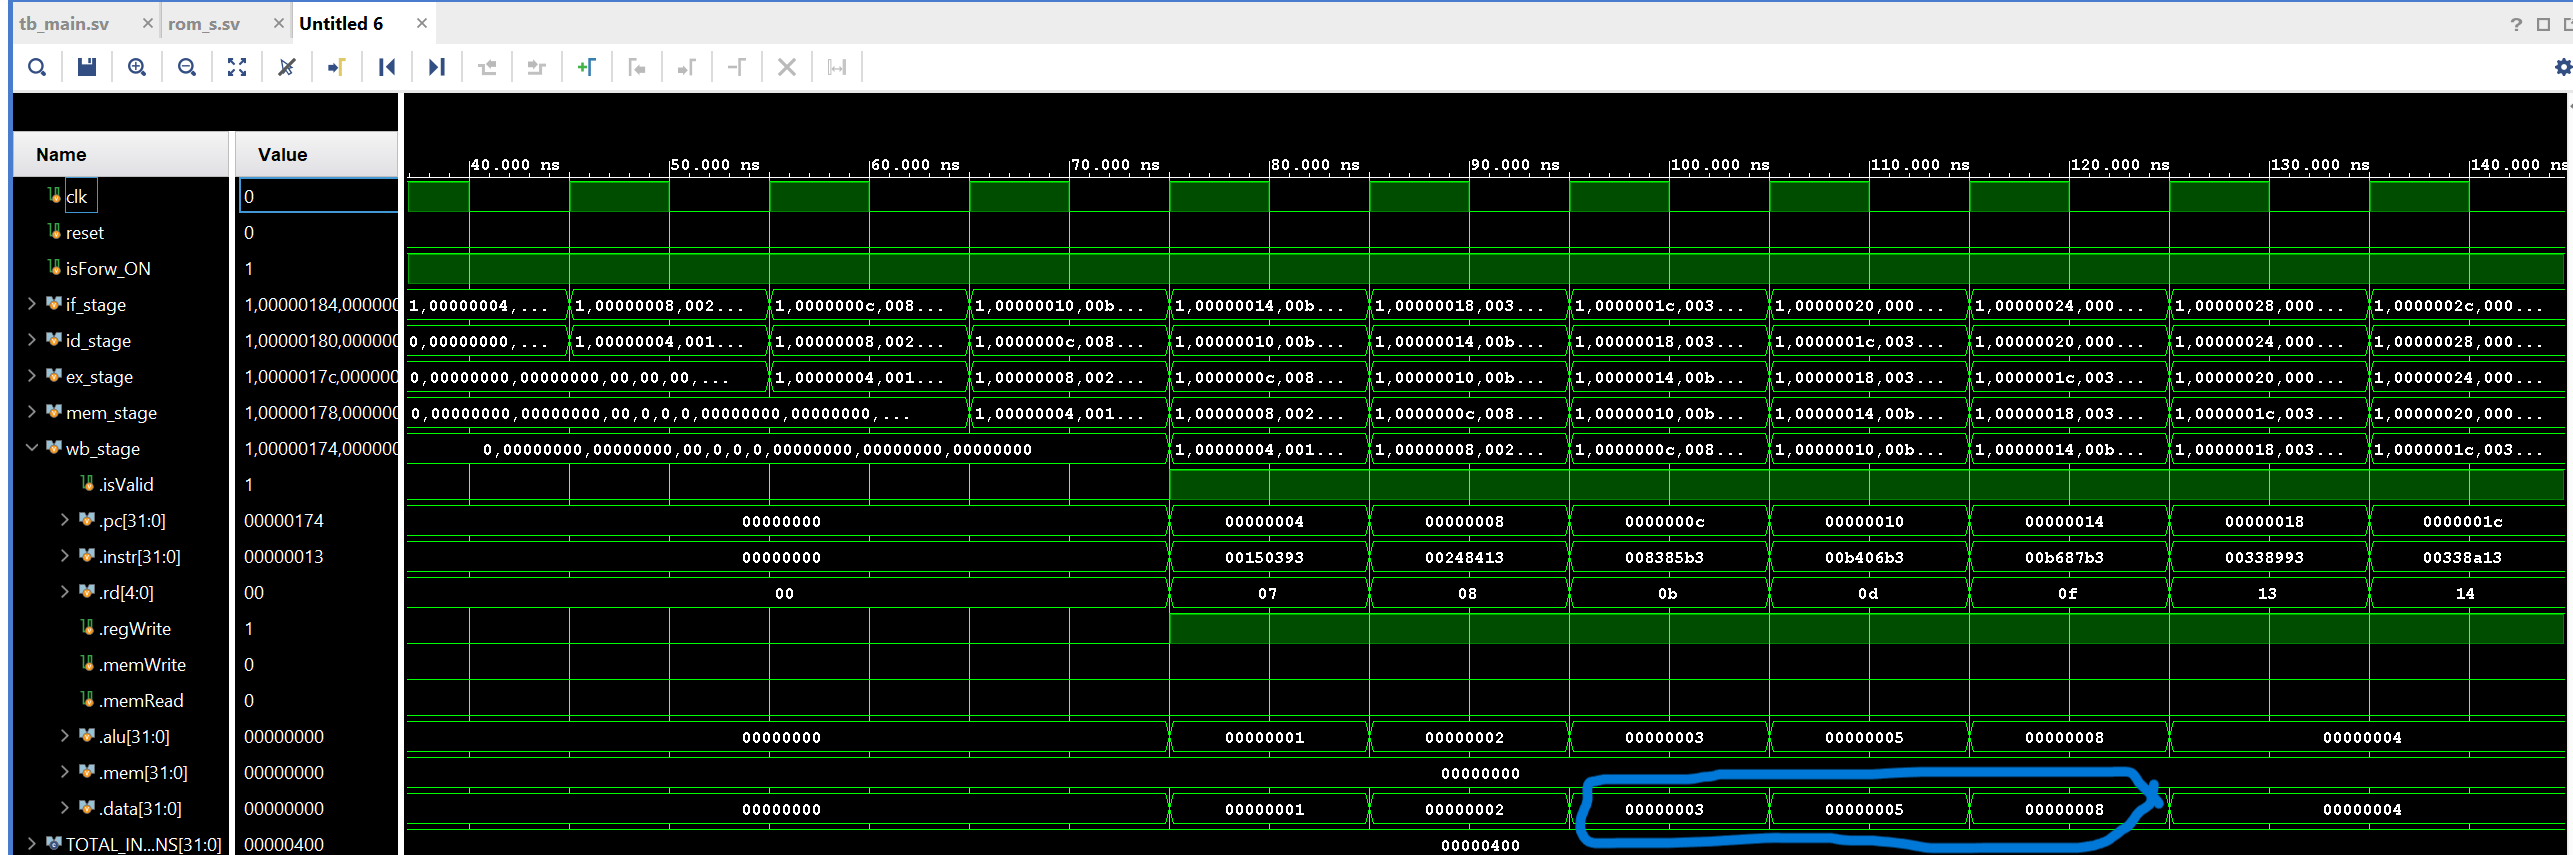 tb_main.sv × rom_s.sv × Untitled 6 × ?
Name Value
40.000 ns 50.000 ns 60.000 ns 70.000 ns 80.000 ns 90.000 ns 100.000 ns 110.000 ns 120.000 ns 130.000 ns 140.000 ns
clk 0
reset 0
isForw_ON 1
if_stage 1,00000184,000000 1,00000004,... 1,00000008,002... 1,0000000c,008... 1,00000010,00b... 1,00000014,00b... 1,00000018,003... 1,0000001c,003... 1,00000020,000... 1,00000024,000... 1,00000028,000... 1,0000002c,000...
id_stage 1,00000180,000000 0,00000000,... 1,00000004,001... 1,00000008,002... 1,0000000c,008... 1,00000010,00b... 1,00000014,00b... 1,00000018,003... 1,0000001c,003... 1,00000020,000... 1,00000024,000... 1,00000028,000...
ex_stage 1,0000017c,000000 0,00000000,00000000,00,00,00,... 1,00000004,001... 1,00000008,002... 1,0000000c,008... 1,00000010,00b... 1,00000014,00b... 1,00000018,003... 1,0000001c,003... 1,00000020,000... 1,00000024,000...
mem_stage 1,00000178,000000 0,00000000,00000000,00,0,0,0,00000000,00000000,... 1,00000004,001... 1,00000008,002... 1,0000000c,008... 1,00000010,00b... 1,00000014,00b... 1,00000018,003... 1,0000001c,003... 1,00000020,000...
wb_stage 1,00000174,000000 0,00000000,00000000,00,0,0,0,00000000,00000000,00000000 1,00000004,001... 1,00000008,002... 1,0000000c,008... 1,00000010,00b... 1,00000014,00b... 1,00000018,003... 1,0000001c,003...
.isValid 1
.pc[31:0] 00000174 00000000 00000004 00000008 0000000c 00000010 00000014 00000018 0000001c
.instr[31:0] 00000013 00000000 00150393 00248413 008385b3 00b406b3 00b687b3 00338993 00338a13
.rd[4:0] 00 00 07 08 0b 0d 0f 13 14
.regWrite 1
.memWrite 0
.memRead 0
.alu[31:0] 00000000 00000000 00000001 00000002 00000003 00000005 00000008 00000004
.mem[31:0] 00000000 00000000
.data[31:0] 00000000 00000000 00000001 00000002 00000003 00000005 00000008 00000004
TOTAL_IN...NS[31:0] 00000400 00000400